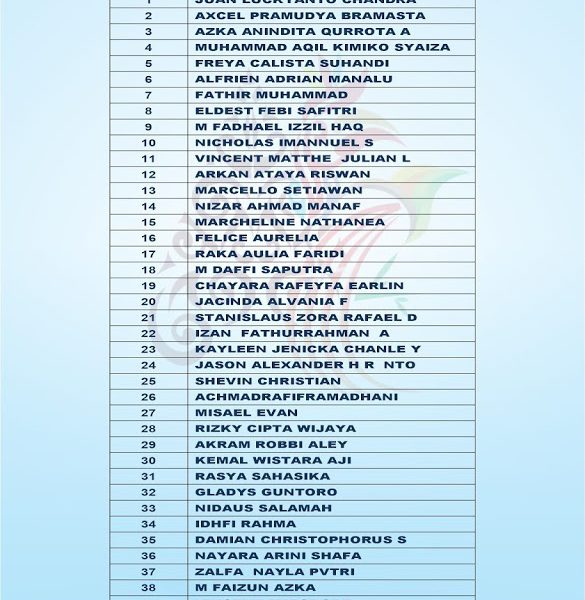 1 JUAN LUCKYANTO CHANDRA
2 AXCEL PRAMUDYA BRAMASTA
3 AZKA ANINDITA QURROTA A
4 MUHAMMAD AQIL KIMIKO SYAIZA
5 FREYA CALISTA SUHANDI
6 ALFRIEN ADRIAN MANALU
7 FATHIR MUHAMMAD
8 ELDEST FEBI SAFITRI
9 M FADHAEL IZZIL HAQ
10 NICHOLAS IMANNUEL S
11 VINCENT MATTHE JULIAN L
12 ARKAN ATAYA RISWAN
13 MARCELLO SETIAWAN
14 NIZAR AHMAD MANAF
15 MARCHELINE NATHANEA
16 FELICE AURELIA
17 RAKA AULIA FARIDI
18 M DAFFI SAPUTRA
19 CHAYARA RAFEYFA EARLIN
20 JACINDA ALVANIA F
21 STANISLAUS ZORA RAFAEL D
22 IZAN FATHURRAHMAN A
23 KAYLEEN JENICKA CHANLE Y
24 JASON ALEXANDER H R NTO
25 SHEVIN CHRISTIAN
26 ACHMADRAFIFRAMADHANI
27 MISAEL EVAN
28 RIZKY CIPTA WIJAYA
29 AKRAM ROBBI ALEY
30 KEMAL WISTARA AJI
31 RASYA SAHASIKA
32 GLADYS GUNTORO
33 NIDAUS SALAMAH
34 IDHFI RAHMA
35 DAMIAN CHRISTOPHORUS S
36 NAYARA ARINI SHAFA
37 ZALFA NAYLA PVTRI
38 M FAIZUN AZKA